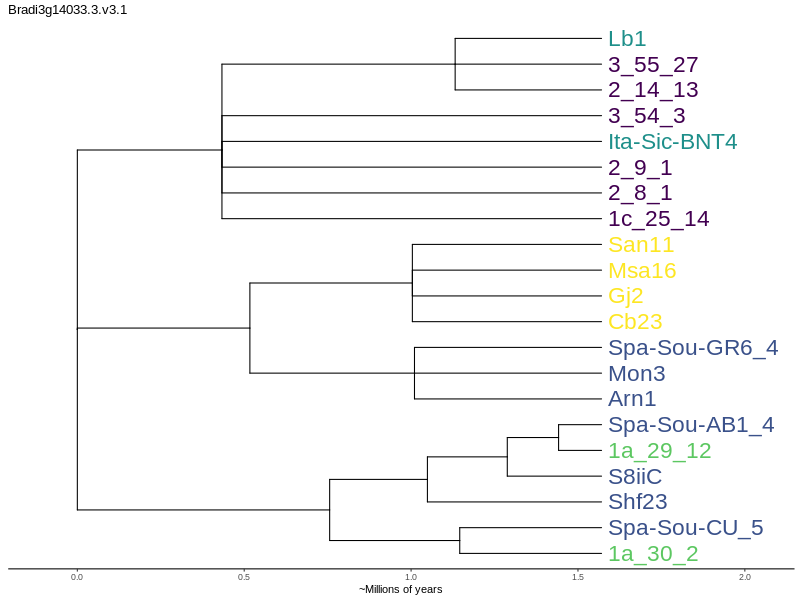 Bradi3g14033.3.v3.1
Lb1
3_55_27
2_14_13
3_54_3
Ita-Sic-BNT4
2_9_1
2_8_1
1c_25_14
San11
Msa16
Gj2
Cb23
Spa-Sou-GR6_4
Mon3
Arn1
Spa-Sou-AB1_4
1a_29_12
S8iiC
Shf23
Spa-Sou-CU_5
1a_30_2
0.0 0.5 1.0 1.5 2.0
~Millions of years